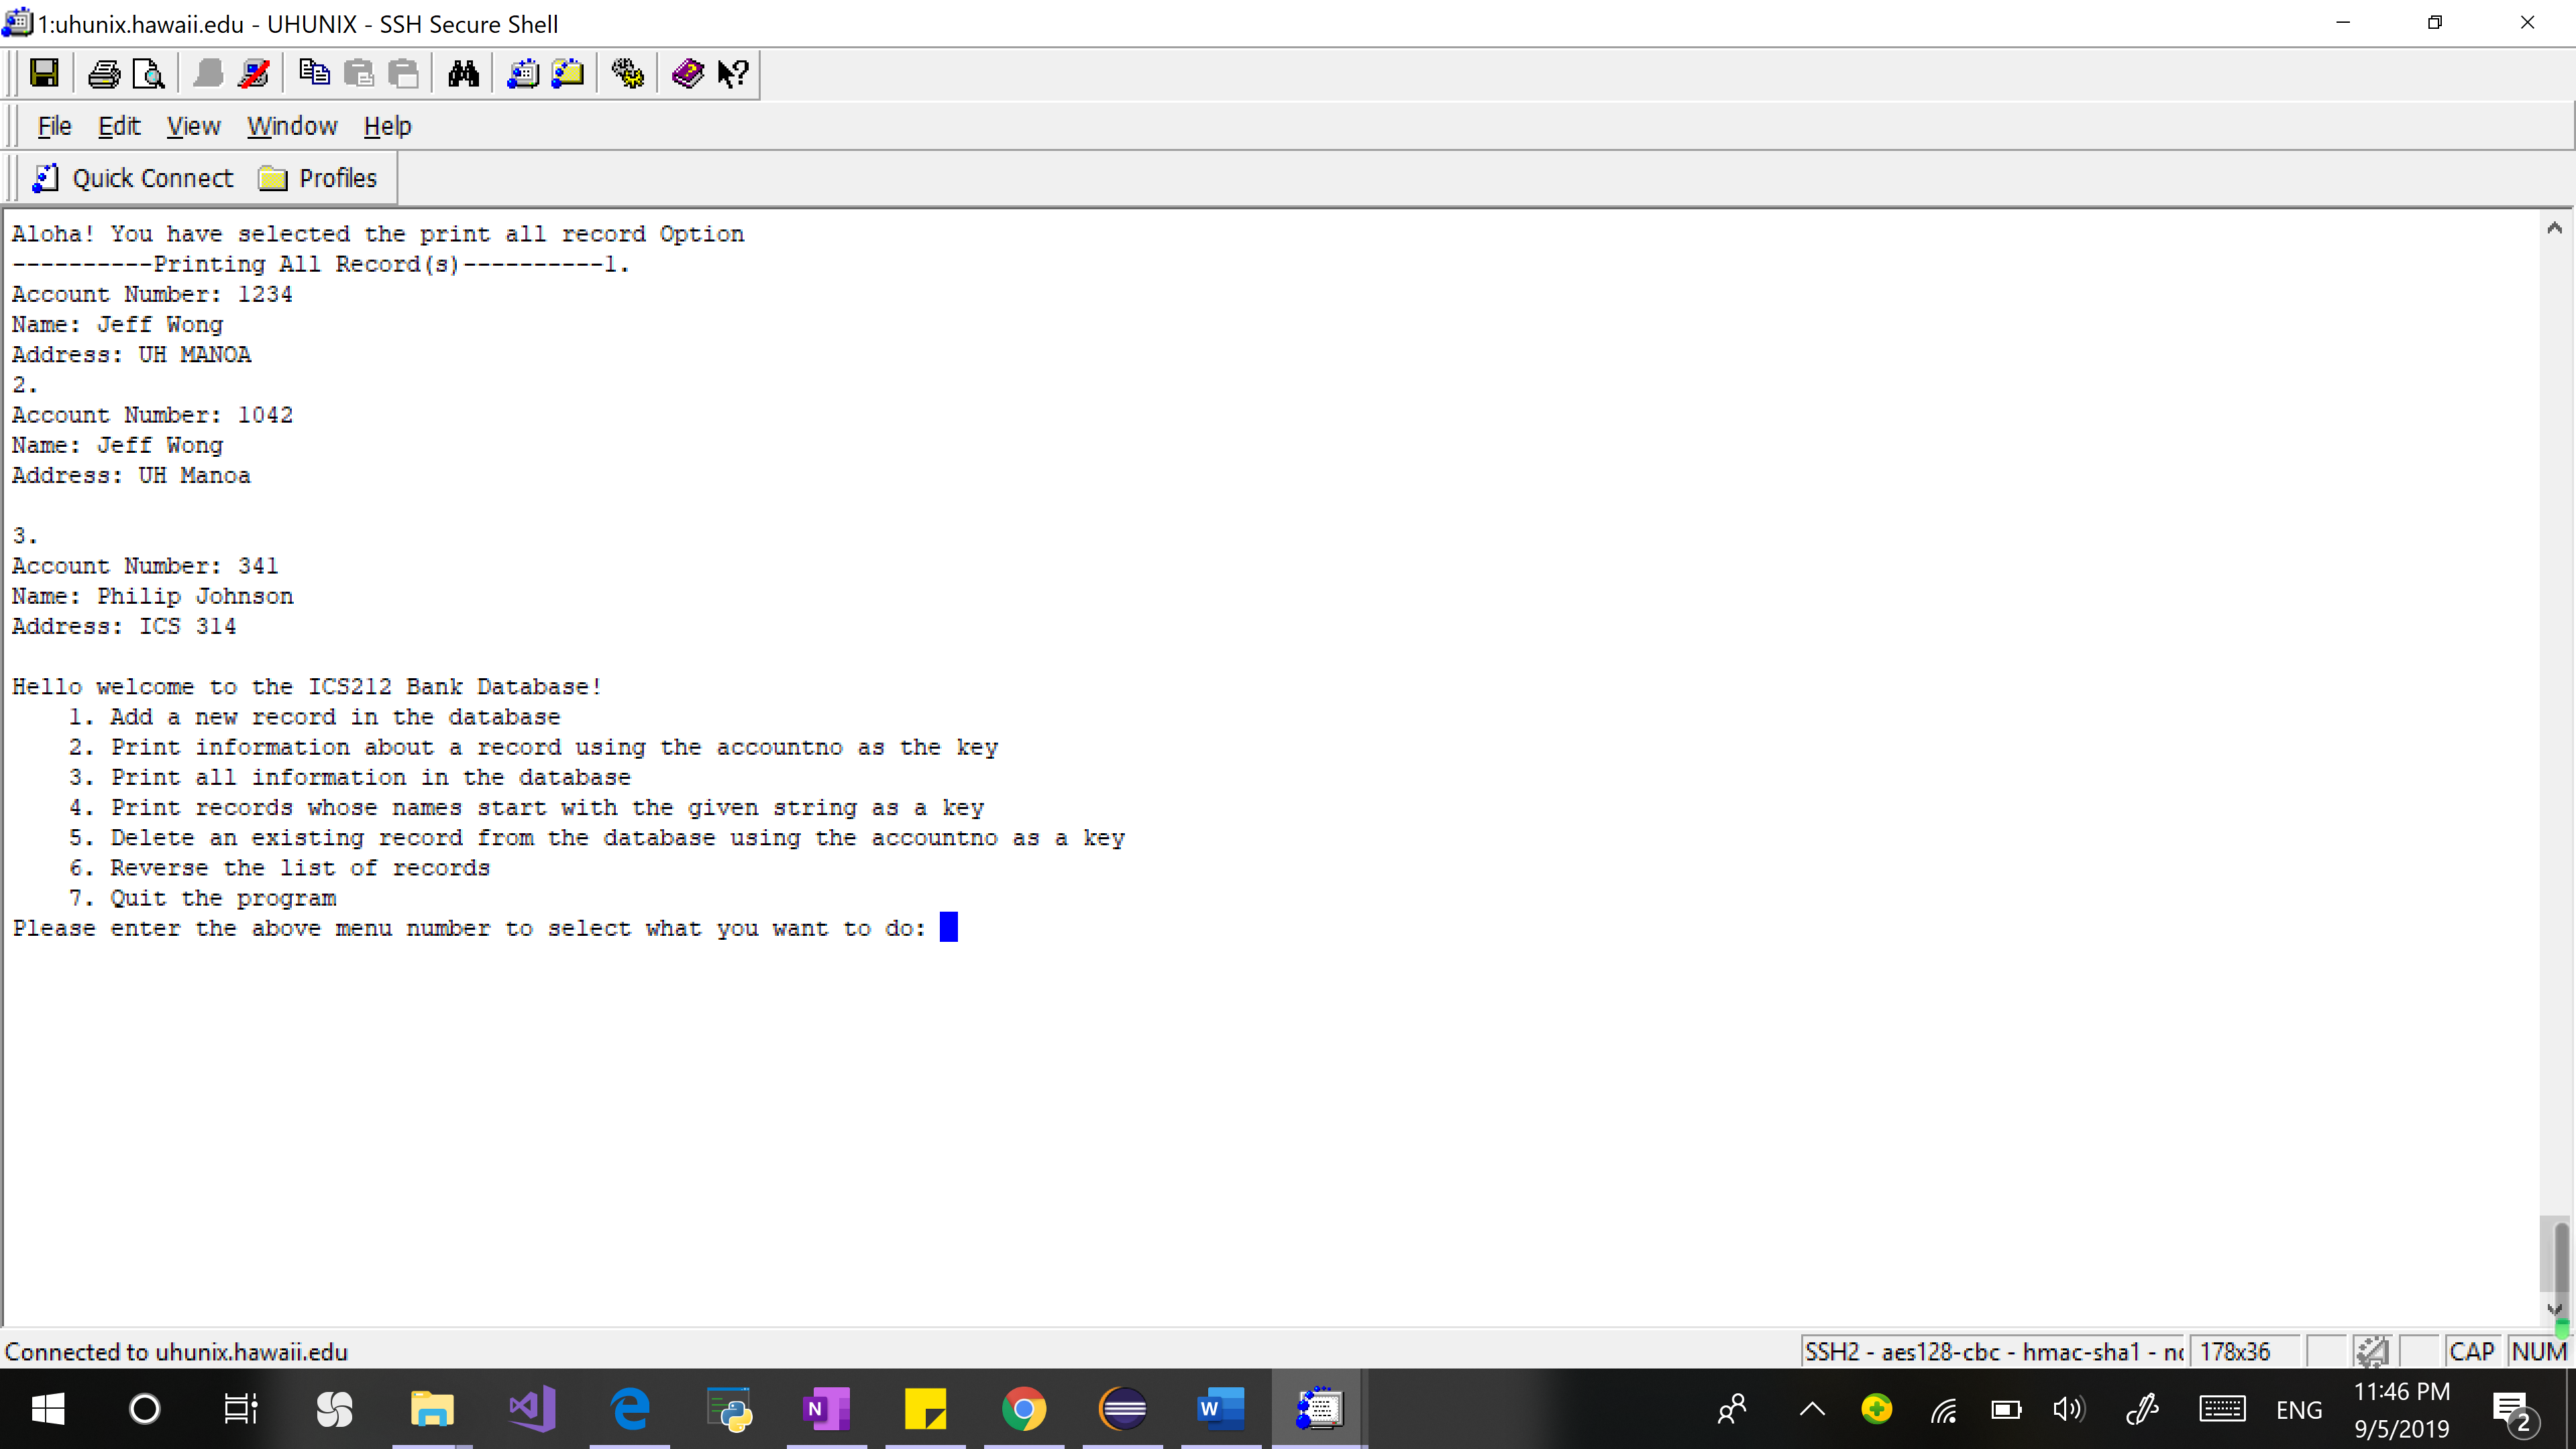 1:uhunix.hawaii.edu - UHUNIX - SSH Secure Shell
File Edit View Window Help
Quick Connect Profiles
Aloha! You have selected the print all record Option
----------Printing All Record(s)----------1.
Account Number: 1234
Name: Jeff Wong
Address: UH MANOA
2.
Account Number: 1042
Name: Jeff Wong
Address: UH Manoa
3.
Account Number: 341
Name: Philip Johnson
Address: ICS 314
Hello welcome to the ICS212 Bank Database!
1. Add a new record in the database
2. Print information about a record using the accountno as the key
3. Print all information in the database
4. Print records whose names start with the given string as a key
5. Delete an existing record from the database using the accountno as a key
6. Reverse the list of records
7. Quit the program
Please enter the above menu number to select what you want to do:
Connected to uhunix.hawaii.edu
SSH2 - aes128-cbc - hmac-sha1 - nc 178x36 CAP NUM
N W ENG 11:46 PM
9/5/2019 2